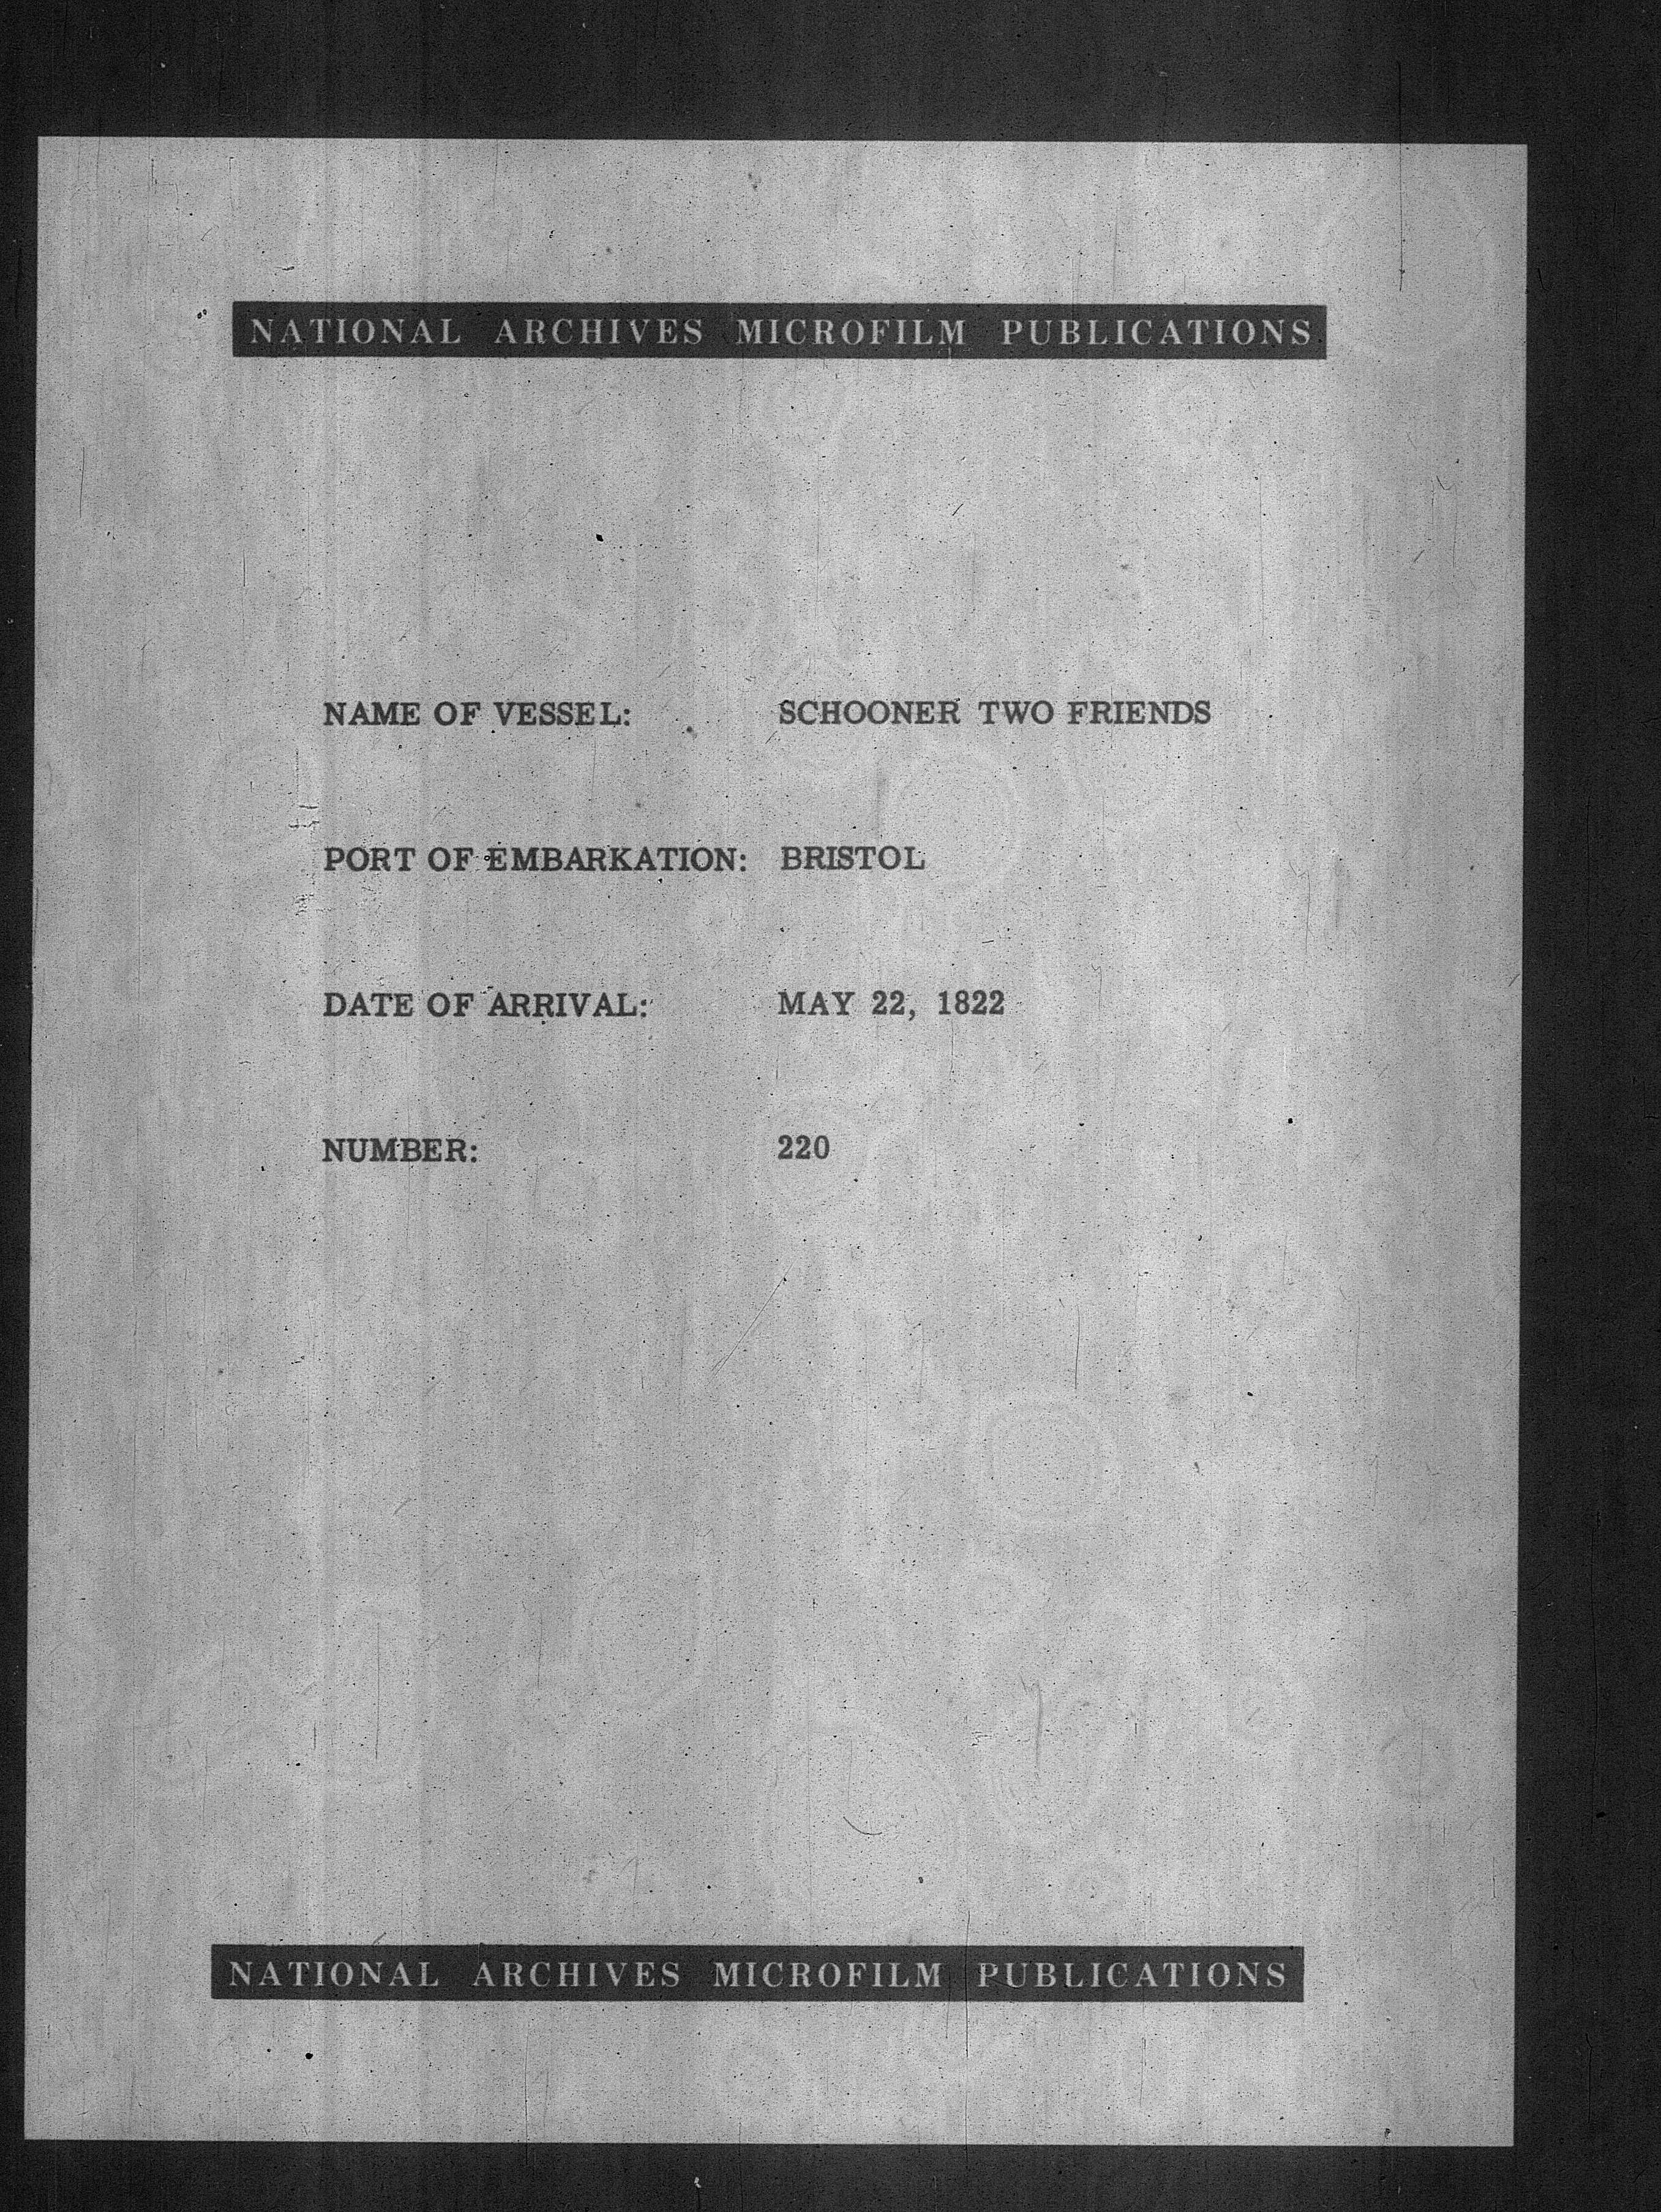 NATIONAL ARCHIVES MICROFILM PUBLICATIONS
NAME OF VESSEL: SCHOONER TWO FRIENDS
PORT OF EMBARKATION: BRISTOL
DATE OF ARRIVAL: MAY 22, 1822
NUMBER: 220
NATIONAL ARCHIVES MICROFILM PUBLICATIONS